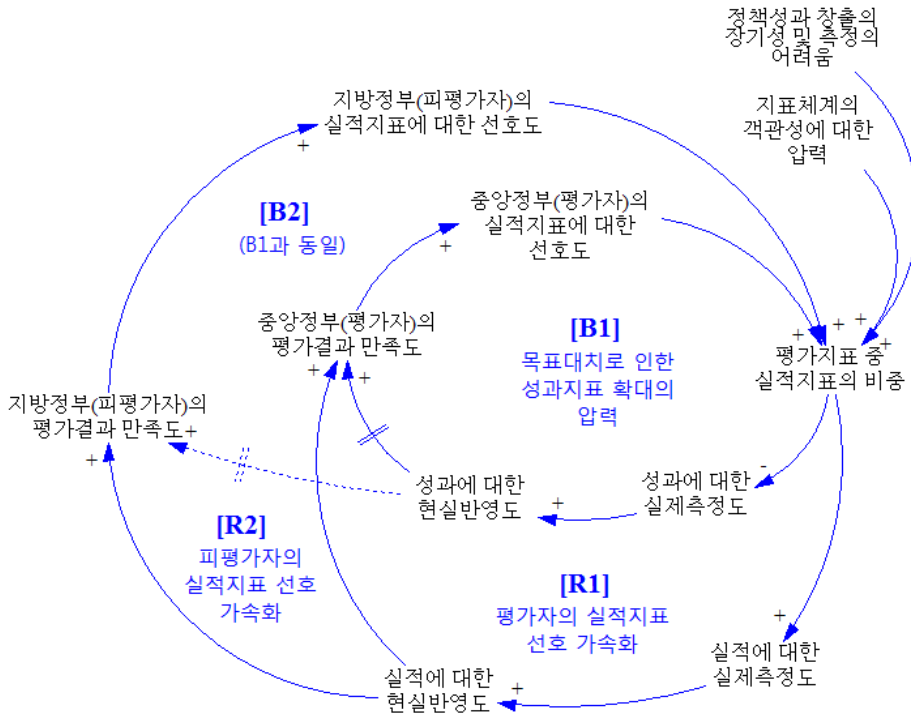 정책성과 창출의
장기성 및 측정의
어려움
지방정부(피평가자)의
실적지표에 대한 선호도
+
지표체계의
객관성에 대한
압력
[B2]
(B1과 동일)
중앙정부(평가자)의
실적지표에 대한
선호도
+
중앙정부(평가자)의
평가결과 만족도
+
+
[B1]
목표대치로 인한
성과지표 확대의
압력
+
+
+
+
평가지표 중
실적지표의 비중
지방정부(피평가자)의
평가결과 만족도
+
+
성과에 대한
현실반영도
+
성과에 대한
실제측정도
-
[R2]
피평가자의
실적지표 선호
가속화
[R1]
평가자의 실적지표
선호 가속화
실적에 대한
현실반영도
+
실적에 대한
실제측정도
+